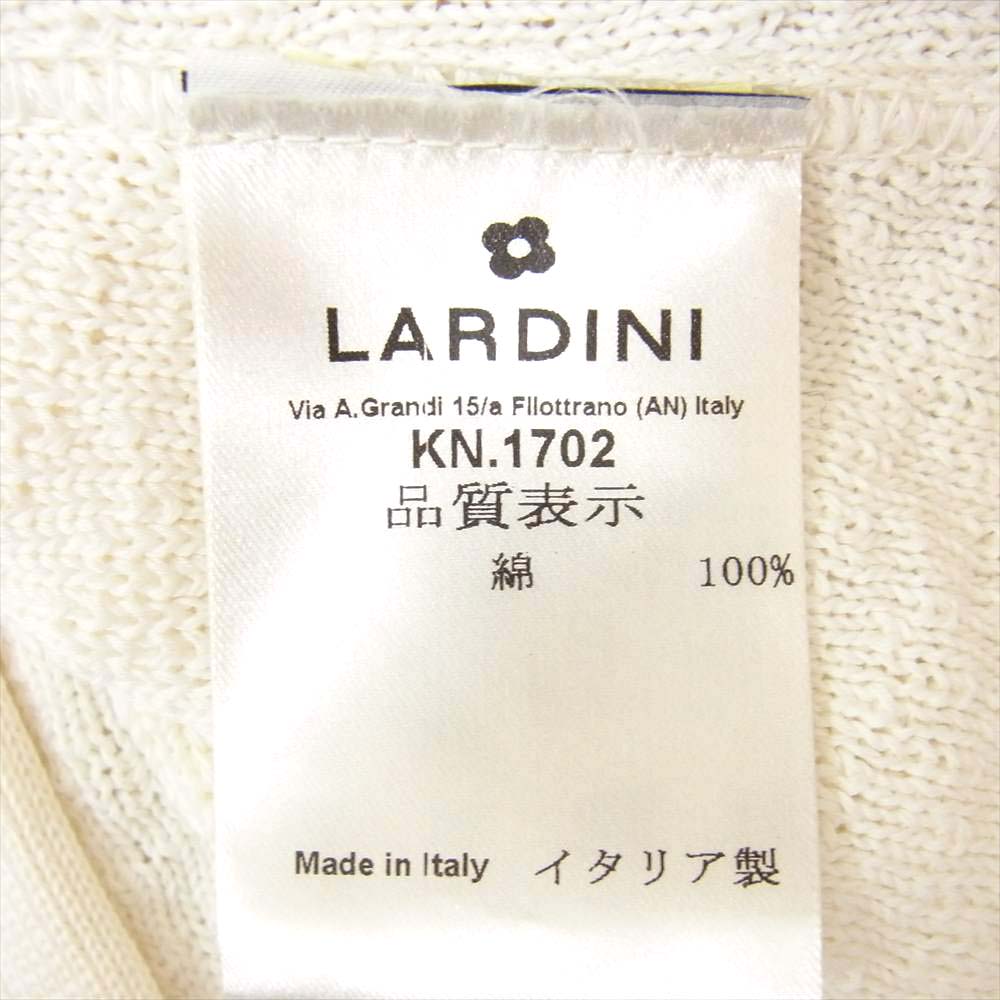 LARDINI
Via A.Grandi 15/a Filottrano (AN) Italy
KN.1702
品質表示
綿 100%
Made in Italy イタリア製